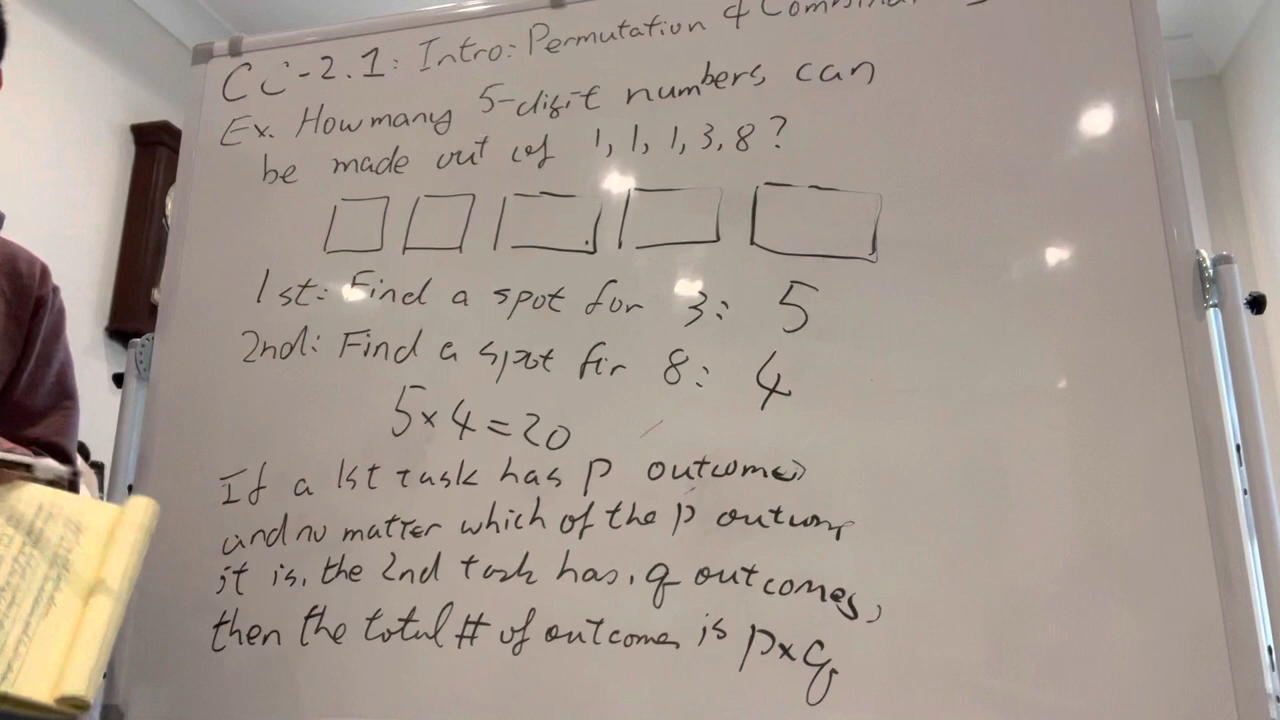 CC-2.1: Intro: Permutation &
Ex. How many 5-digit numbers can
be made out of 1, 1, 1, 3, 8?
1st: Find a spot for 3: 5
2nd: Find a spot for 8: 4
5×4=20
If a 1st task has p outcomes
and no matter which of the p outcome
it is, the 2nd task has q outcomes,
then the total # of outcomes is p×q